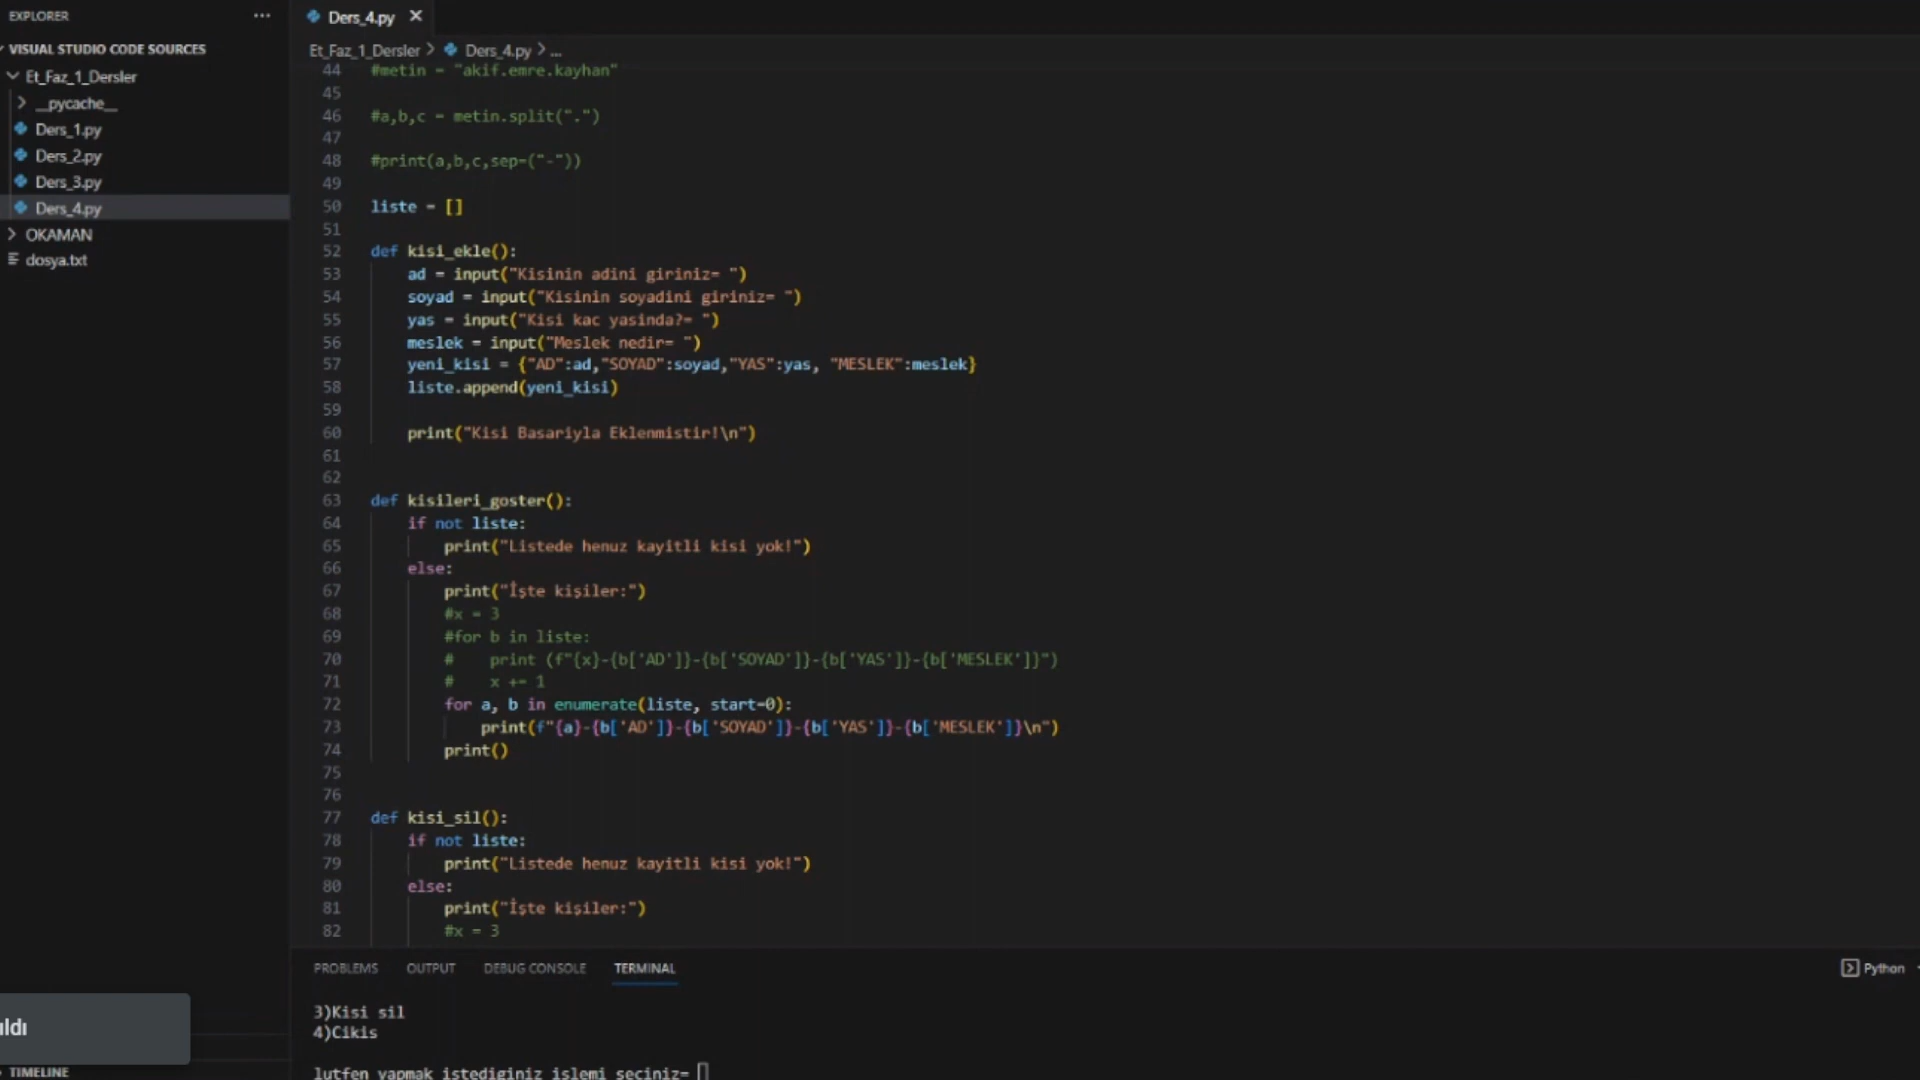 EXPLORER
Ders_4.py
VISUAL STUDIO CODE SOURCES
Et_Faz_1_Dersler
__pycache__
Ders_1.py
Ders_2.py
Ders_3.py
Ders_4.py
OKAMAN
dosya.txt
Et_Faz_1_Dersler > Ders_4.py > ...
44 #metin = "akif.emre.kayhan"
45
46 #a,b,c = metin.split(".")
47
48 #print(a,b,c,sep=("-"))
49
50 liste = []
51
52 def kisi_ekle():
53     ad = input("Kisinin adini giriniz= ")
54     soyad = input("Kisinin soyadini giriniz= ")
55     yas = input("Kisi kac yasinda?= ")
56     meslek = input("Meslek nedir= ")
57     yeni_kisi = {"AD":ad,"SOYAD":soyad,"YAS":yas, "MESLEK":meslek}
58     liste.append(yeni_kisi)
59
60     print("Kisi Basariyla Eklenmistir!\n")
61
62
63 def kisileri_goster():
64     if not liste:
65         print("Listede henuz kayitli kisi yok!")
66     else:
67         print("İşte kişiler:")
68         #x = 3
69         #for b in liste:
70         #    print (f"{x}-{b['AD']}-{b['SOYAD']}-{b['YAS']}-{b['MESLEK']}")
71         #    x += 1
72         for a, b in enumerate(liste, start=0):
73             print(f"{a}-{b['AD']}-{b['SOYAD']}-{b['YAS']}-{b['MESLEK']}\n")
74         print()
75
76
77 def kisi_sil():
78     if not liste:
79         print("Listede henuz kayitli kisi yok!")
80     else:
81         print("İşte kişiler:")
82         #x = 3
PROBLEMS OUTPUT DEBUG CONSOLE TERMINAL
Python
3)Kisi sil
4)Cikis
lutfen yapmak istediginiz islemi seciniz=
ıldı
TIMELINE